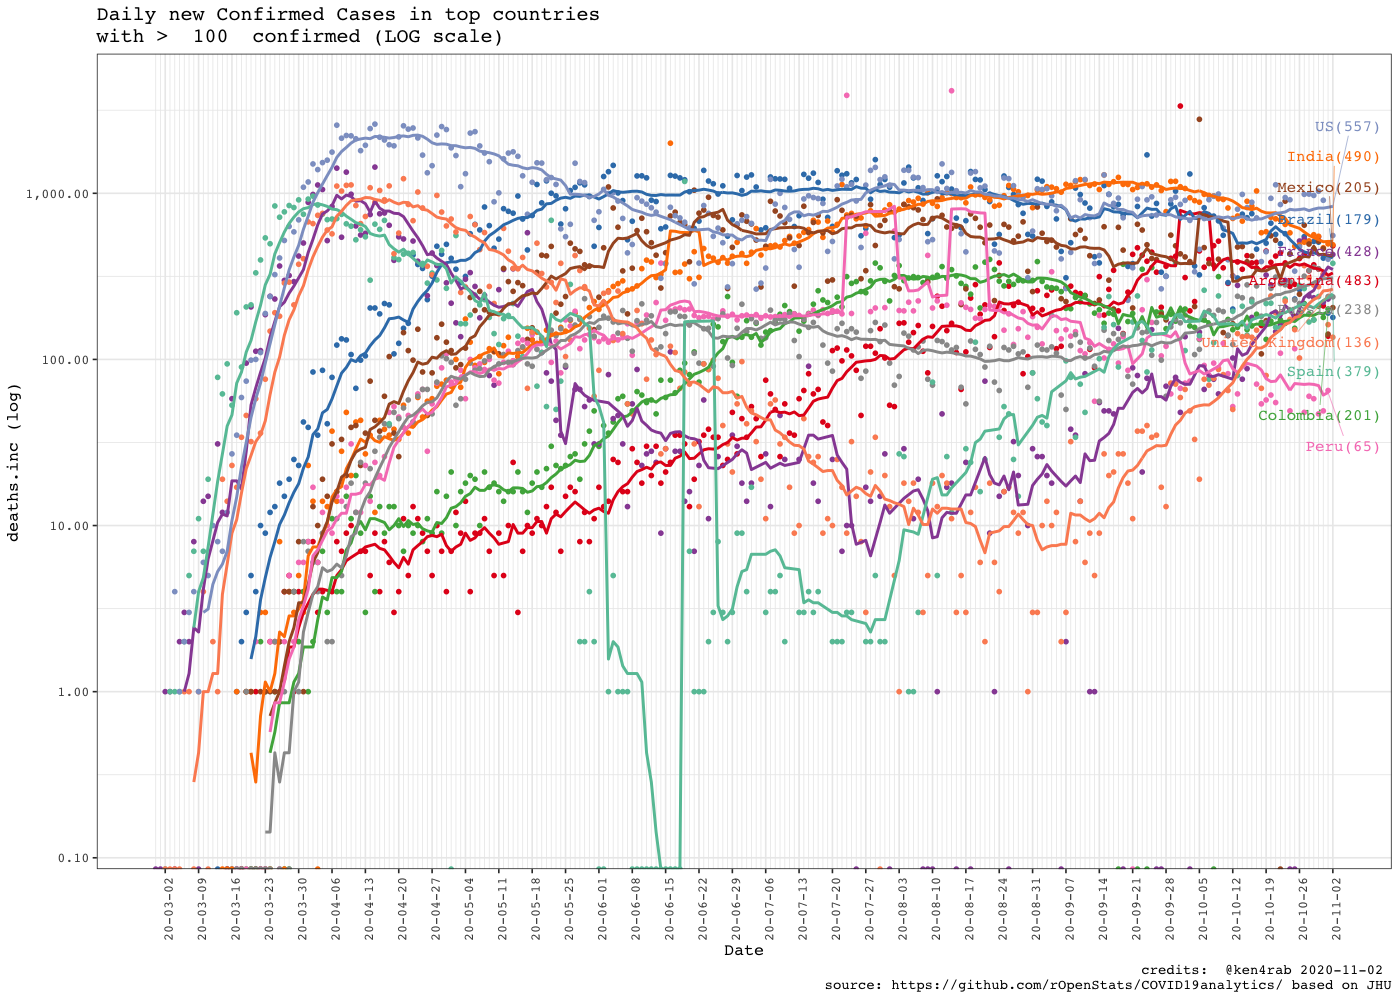 Daily new Confirmed Cases in top countries
with >  100  confirmed (LOG scale)
US(557)
India(490)
Mexico(205)
Brazil(179)
(428)
Argentina(483)
(238)
United Kingdom(136)
Spain(379)
Colombia(201)
Peru(65)
deaths.inc (log)
1,000.00
100.00
10.00
1.00
0.10
20-03-02
20-03-09
20-03-16
20-03-23
20-03-30
20-04-06
20-04-13
20-04-20
20-04-27
20-05-04
20-05-11
20-05-18
20-05-25
20-06-01
20-06-08
20-06-15
20-06-22
20-06-29
20-07-06
20-07-13
20-07-20
20-07-27
20-08-03
20-08-10
20-08-17
20-08-24
20-08-31
20-09-07
20-09-14
20-09-21
20-09-28
20-10-05
20-10-12
20-10-19
20-10-26
20-11-02
Date
credits:  @ken4rab 2020-11-02
source: https://github.com/rOpenStats/COVID19analytics/ based on JHU